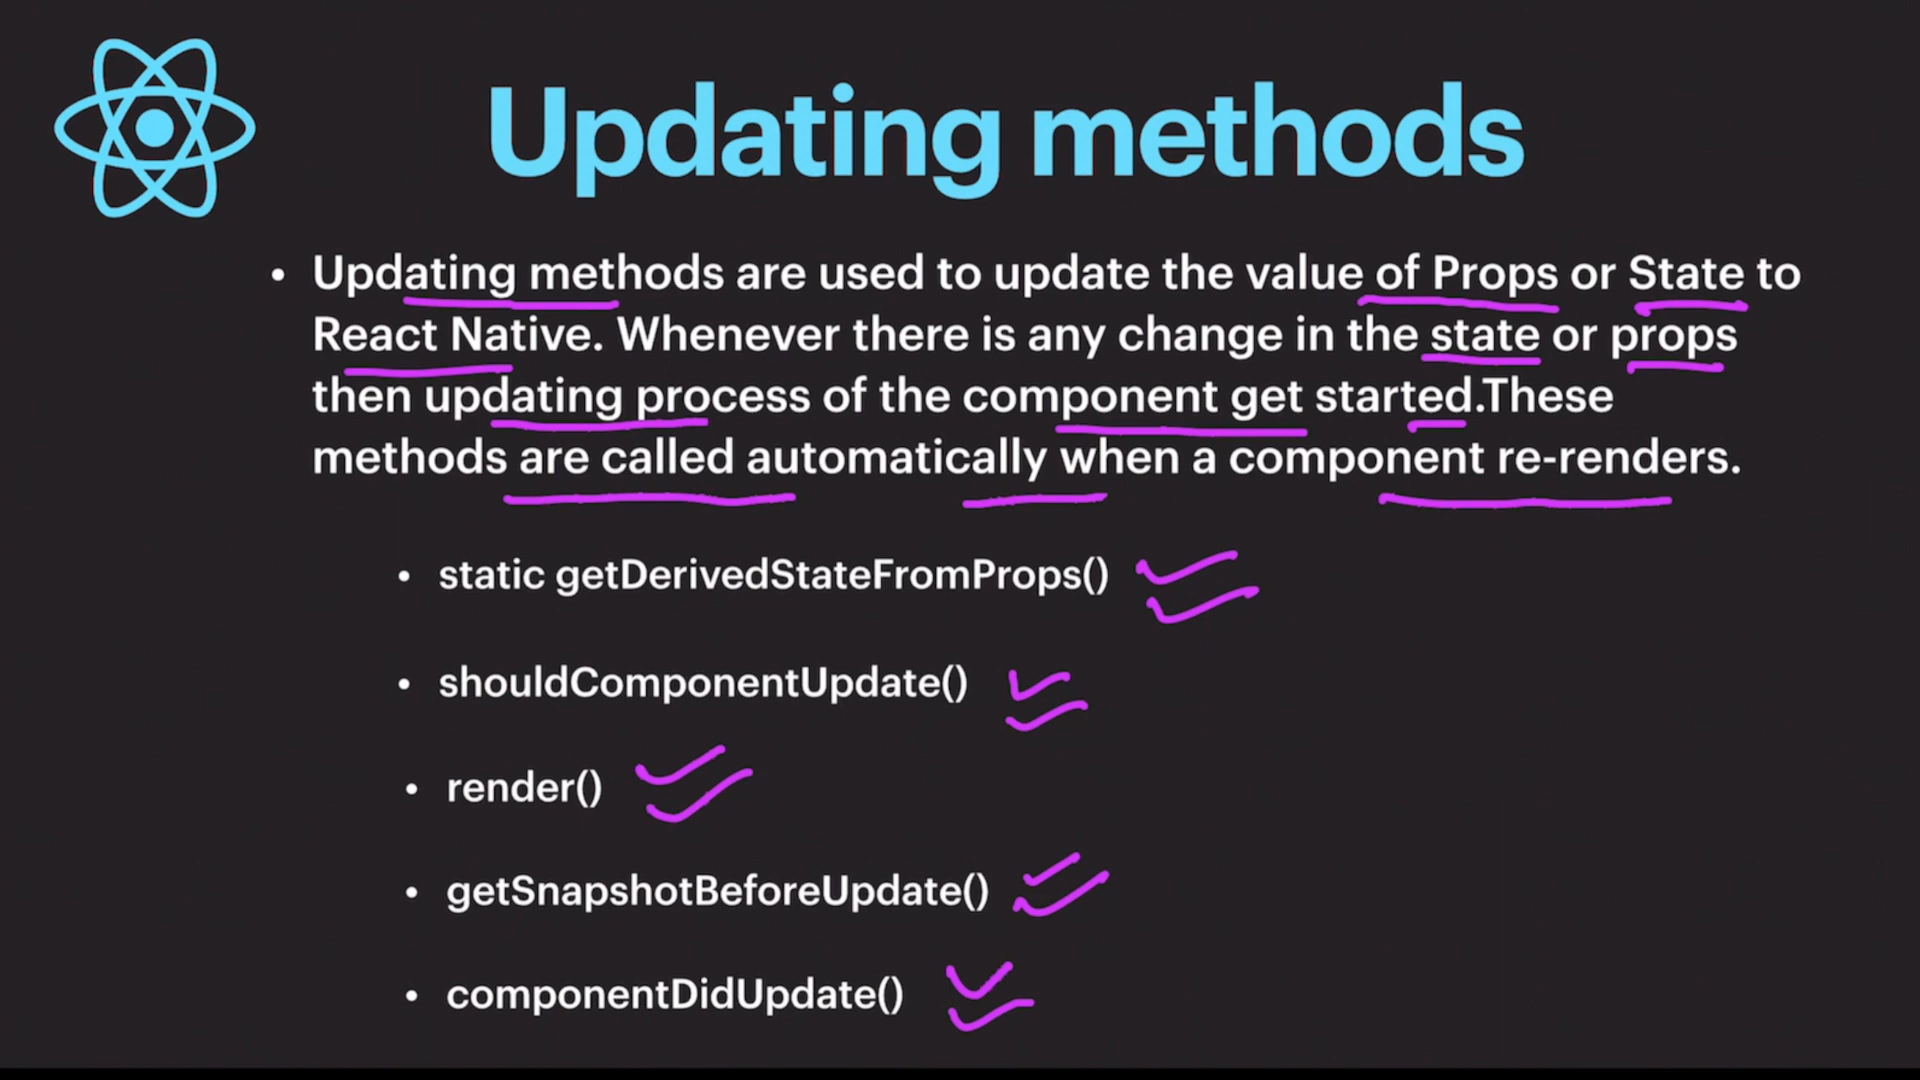 Updating methods
• Updating methods are used to update the value of Props or State to
React Native. Whenever there is any change in the state or props
then updating process of the component get started.These
methods are called automatically when a component re-renders.
• static getDerivedStateFromProps()
• shouldComponentUpdate()
• render()
• getSnapshotBeforeUpdate()
• componentDidUpdate()